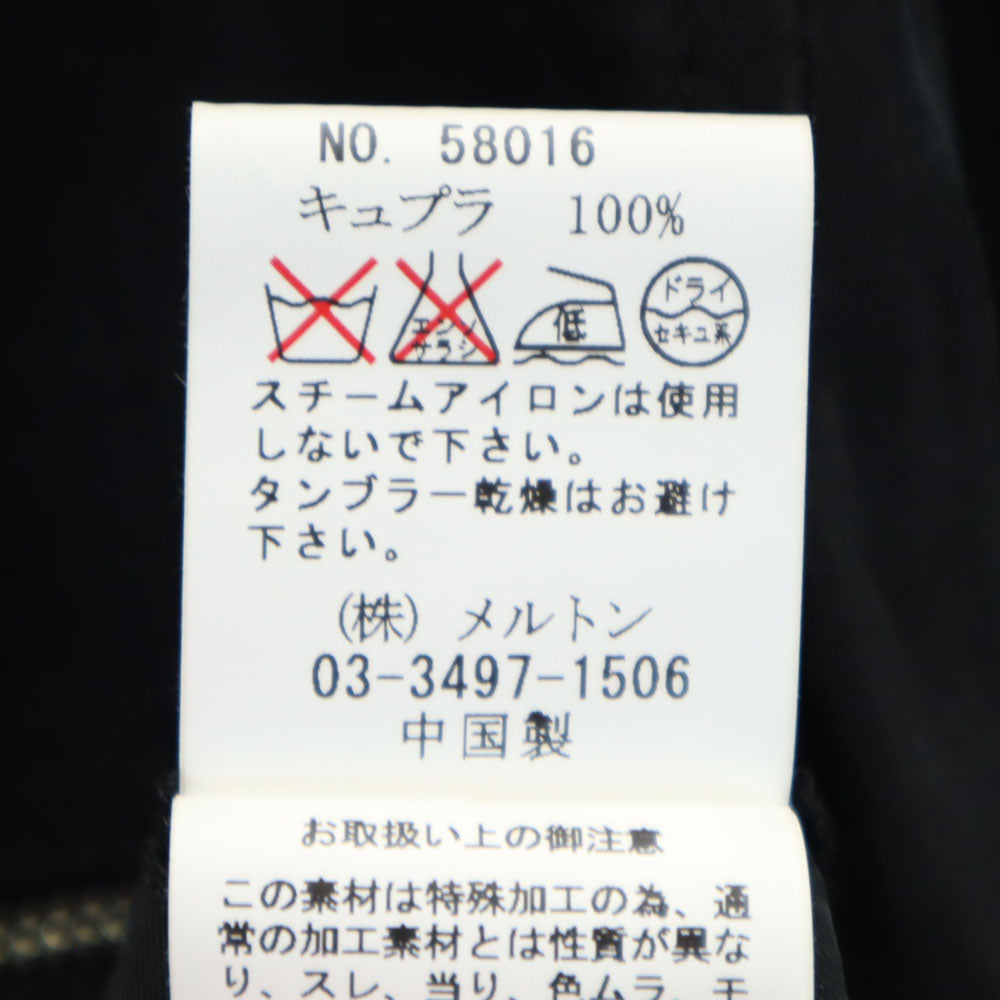 NO. 58016
キュプラ 100%
エンソ
サラシ
低
ドライ
セキユ系
スチームアイロンは使用
しないで下さい。
タンブラー乾燥はお避け
下さい。
(株) メルトン
03-3497-1506
中国製
お取扱い上の御注意
この素材は特殊加工の為、通
常の加工素材とは性質が異な
り、スレ、当り、色ムラ、モ